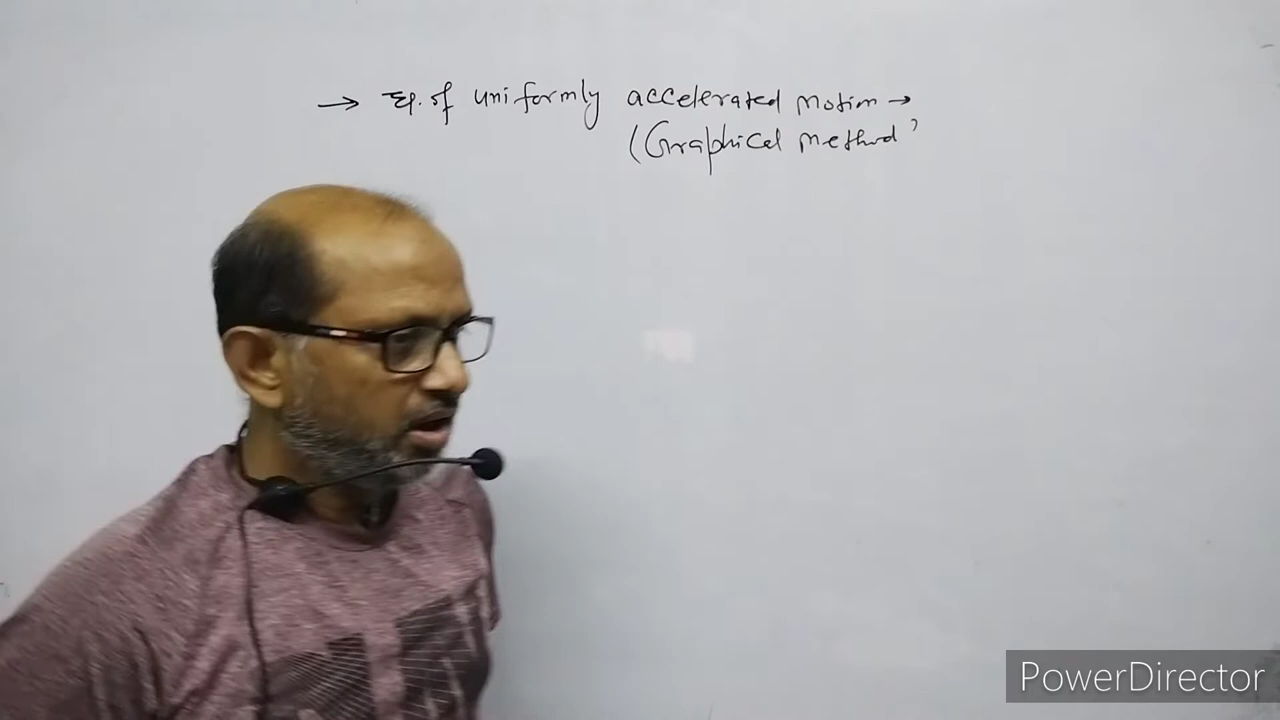 → Eq. of uniformly accelerated motion →
(Graphical method)
PowerDirector